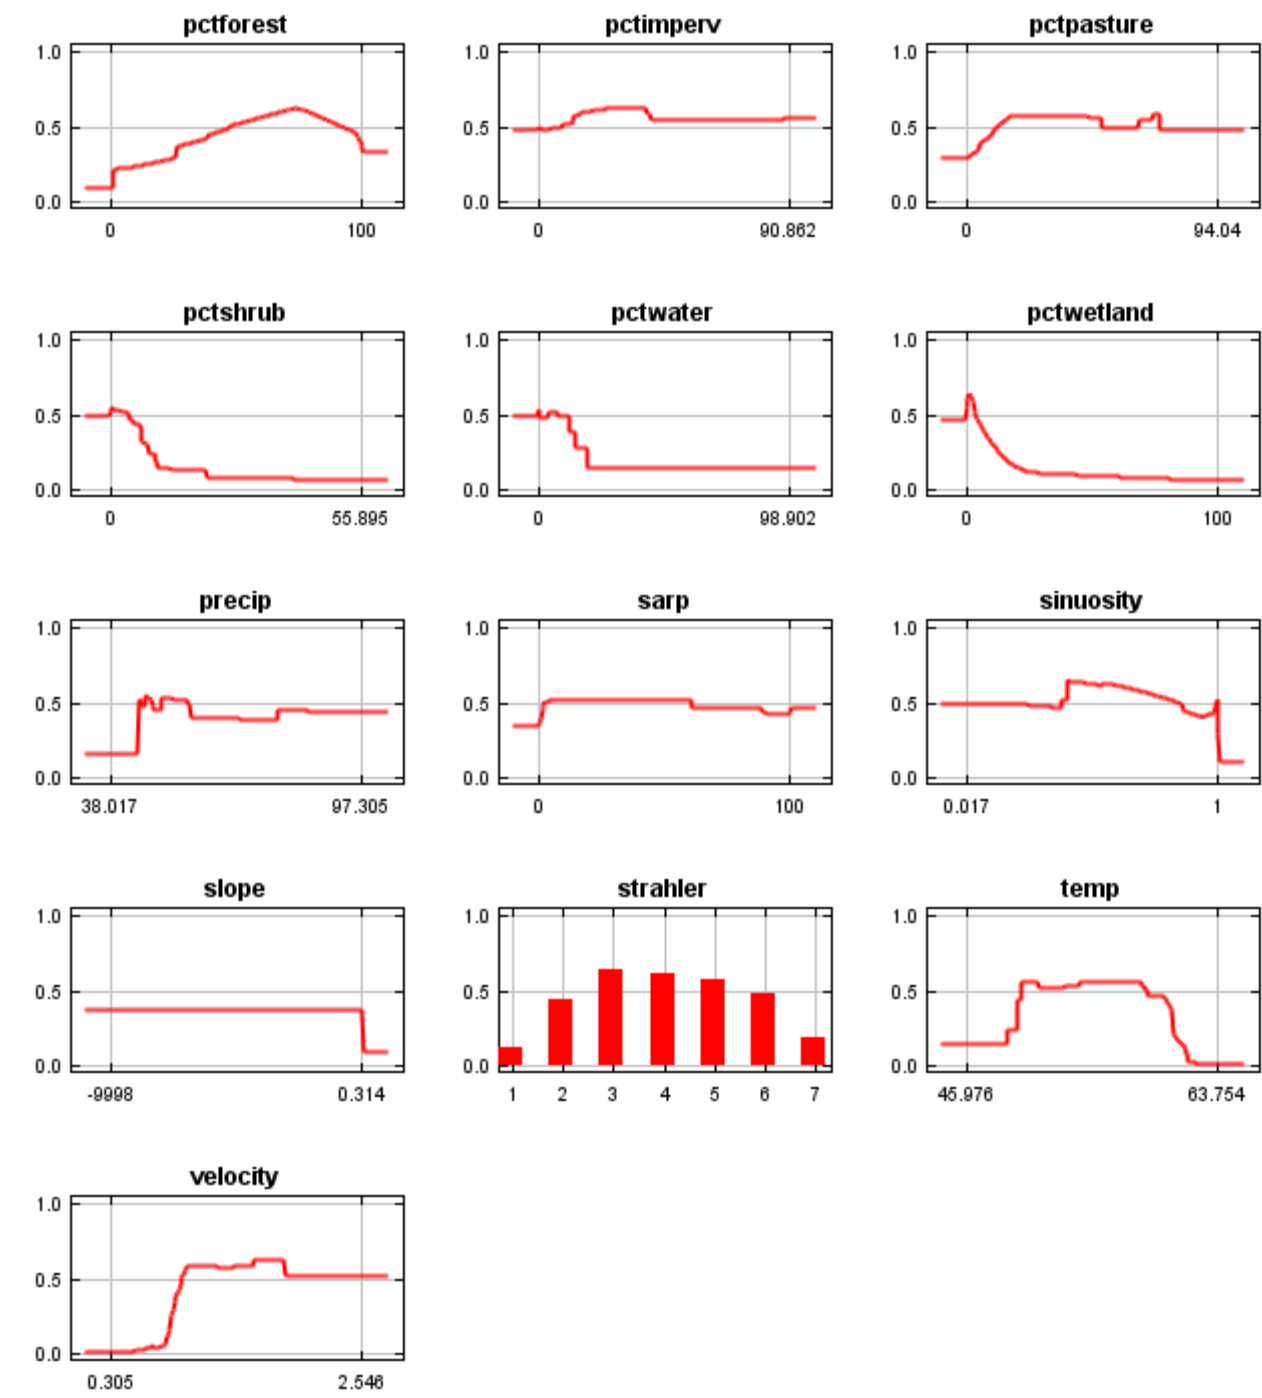 pctforest pctimperv pctpasture
1.0 1.0 1.0
0.5 0.5 0.5
0.0 0.0 0.0
0 100 0 90.862 0 94.04
pctshrub pctwater pctwetland
1.0 1.0 1.0
0.5 0.5 0.5
0.0 0.0 0.0
0 55.895 0 98.902 0 100
precip sarp sinuosity
1.0 1.0 1.0
0.5 0.5 0.5
0.0 0.0 0.0
38.017 97.305 0 100 0.017 1
slope strahler temp
1.0 1.0 1.0
0.5 0.5 0.5
0.0 0.0 0.0
-9998 0.314 1 2 3 4 5 6 7 45.976 63.754
velocity
1.0
0.5
0.0
0.305 2.546